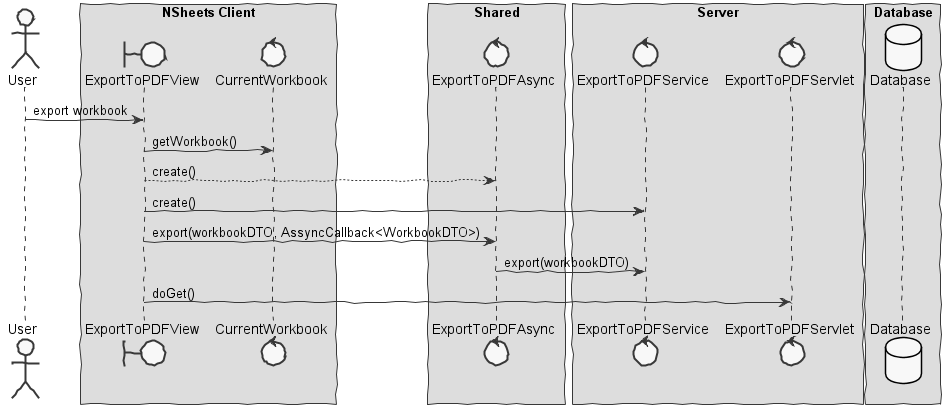 NSheets Client
Shared
Server
Database
User
ExportToPDFView
CurrentWorkbook
ExportToPDFAsync
ExportToPDFService
ExportToPDFServlet
Database
export workbook
getWorkbook()
create()
create()
export(workbookDTO, AssyncCallback<WorkbookDTO>)
export(workbookDTO)
doGet()
User
ExportToPDFView
CurrentWorkbook
ExportToPDFAsync
ExportToPDFService
ExportToPDFServlet
Database